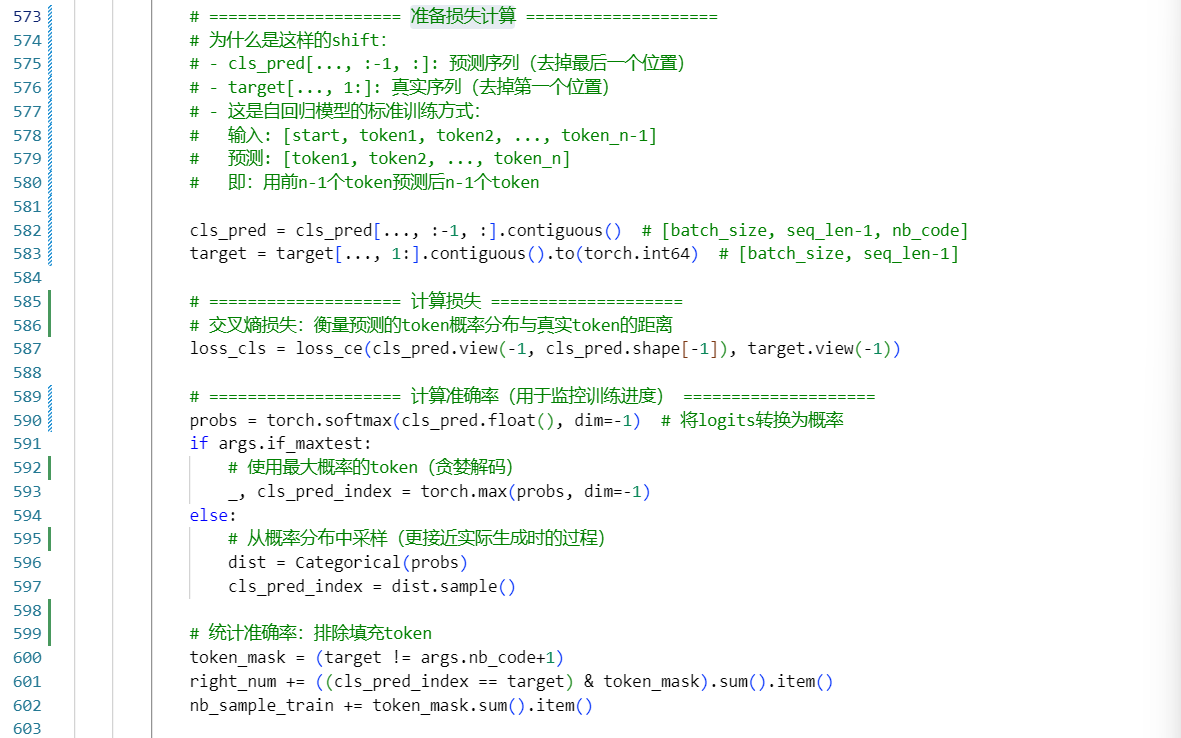 573 # ==================== 准备损失计算 ====================
574 # 为什么是这样的shift:
575 # - cls_pred[..., :-1, :]: 预测序列（去掉最后一个位置）
576 # - target[..., 1:]: 真实序列（去掉第一个位置）
577 # - 这是自回归模型的标准训练方式:
578 #   输入: [start, token1, token2, ..., token_n-1]
579 #   预测: [token1, token2, ..., token_n]
580 #   即: 用前n-1个token预测后n-1个token
581
582 cls_pred = cls_pred[..., :-1, :].contiguous()  # [batch_size, seq_len-1, nb_code]
583 target = target[..., 1:].contiguous().to(torch.int64)  # [batch_size, seq_len-1]
584
585 # ==================== 计算损失 ====================
586 # 交叉熵损失: 衡量预测的token概率分布与真实token的距离
587 loss_cls = loss_ce(cls_pred.view(-1, cls_pred.shape[-1]), target.view(-1))
588
589 # ==================== 计算准确率（用于监控训练进度） ====================
590 probs = torch.softmax(cls_pred.float(), dim=-1)  # 将logits转换为概率
591 if args.if_maxtest:
592     # 使用最大概率的token（贪婪解码）
593     _, cls_pred_index = torch.max(probs, dim=-1)
594 else:
595     # 从概率分布中采样（更接近实际生成时的过程）
596     dist = Categorical(probs)
597     cls_pred_index = dist.sample()
598
599 # 统计准确率: 排除填充token
600 token_mask = (target != args.nb_code+1)
601 right_num += ((cls_pred_index == target) & token_mask).sum().item()
602 nb_sample_train += token_mask.sum().item()
603